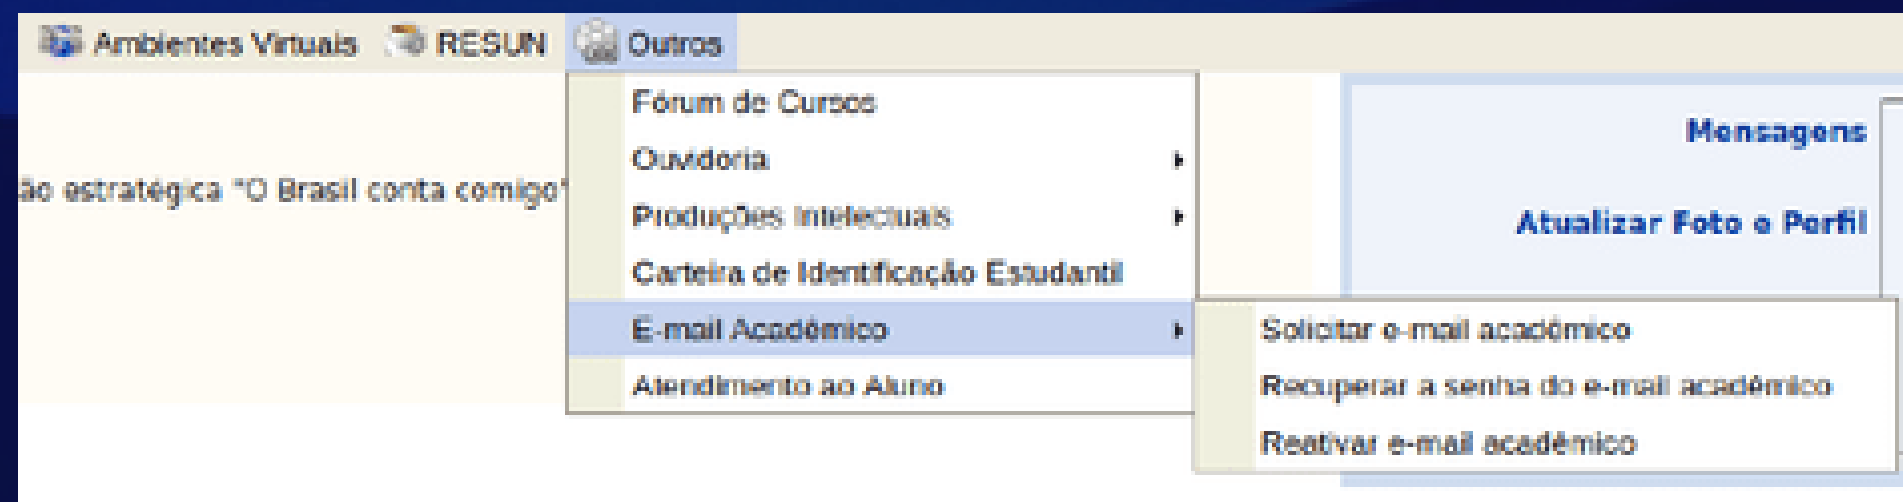 Ambientes Virtuais RESUN Outros
Fórum de Cursos
Ouvidoria
Produções Intelectuais
Carteira de Identificação Estudantil
E-mail Acadêmico
Atendimento ao Aluno
Solicitar e-mail acadêmico
Recuperar a senha do e-mail acadêmico
Reativar e-mail acadêmico
ão estratégica "O Brasil conta comigo"
Mensagens
Atualizar Foto e Perfil